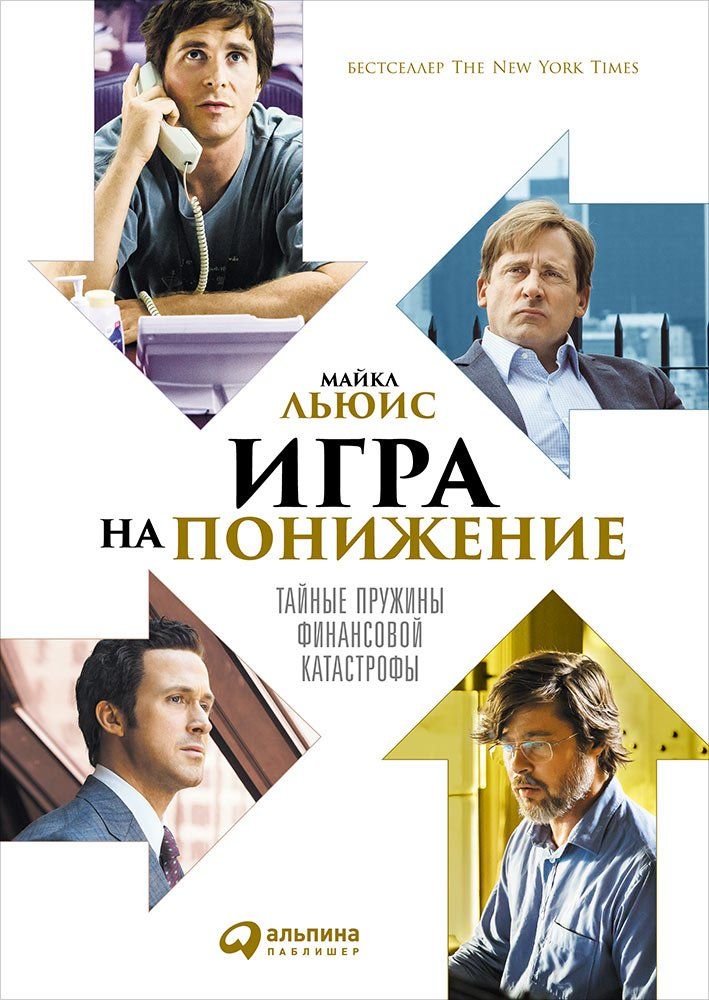 БЕСТСЕЛЛЕР THE NEW YORK TIMES
МАЙКЛ
ЛЬЮИС
ИГРА
НА ПОНИЖЕНИЕ
ТАЙНЫЕ ПРУЖИНЫ
ФИНАНСОВОЙ
КАТАСТРОФЫ
АЛЬПИНА
ПАБЛИШЕР